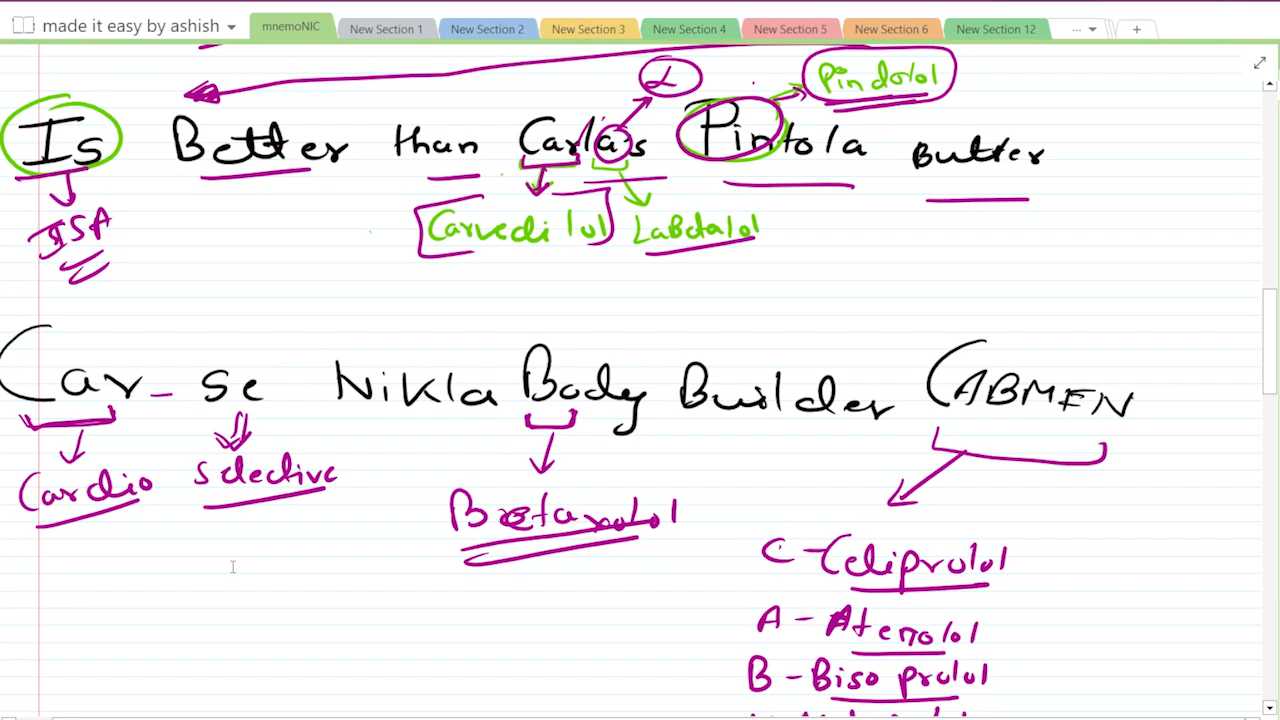 made it easy by ashish
mnemoNIC New Section 1 New Section 2 New Section 3 New Section 4 New Section 5 New Section 6 New Section 12 ... +
α Pindolol
Is Better than Carla's Pintola Butter
ISA Carvedilol Labetalol
Car - se Nikla Body Builder CABMEN
Cardio Selective Betaxolol
C - Celiprolol
A - Atenolol
B - Bisoprolol